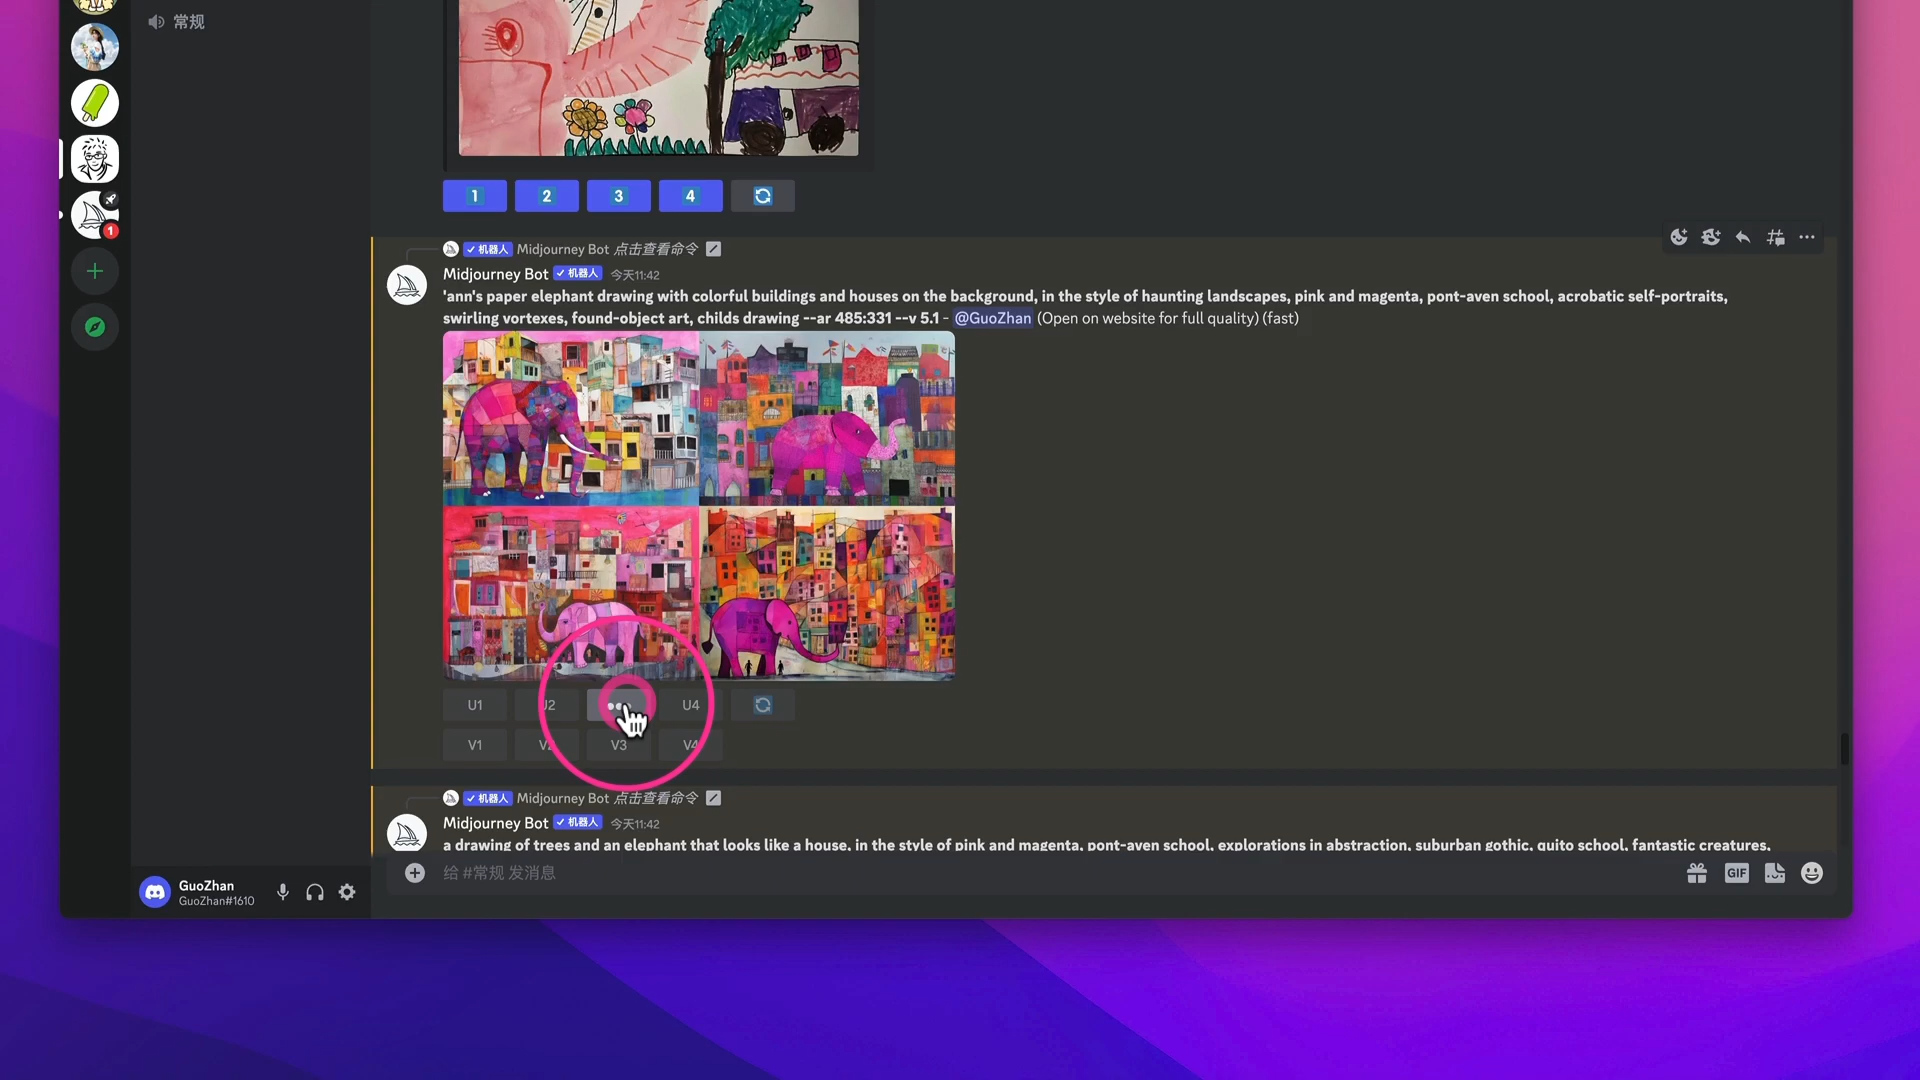 常规
1 2 3 4
机器人 Midjourney Bot 点击查看命令
Midjourney Bot 机器人 今天11:42
'ann's paper elephant drawing with colorful buildings and houses on the background, in the style of haunting landscapes, pink and magenta, pont-aven school, acrobatic self-portraits,
swirling vortexes, found-object art, childs drawing --ar 485:331 --v 5.1 - @GuoZhan (Open on website for full quality) (fast)
U1 U2 U4
V1 V2 V3 V4
机器人 Midjourney Bot 点击查看命令
Midjourney Bot 机器人 今天11:42
a drawing of trees and an elephant that looks like a house, in the style of pink and magenta, pont-aven school, explorations in abstraction, suburban gothic, quito school, fantastic creatures,
给 #常规 发消息
GIF
GuoZhan
GuoZhan#1610
1